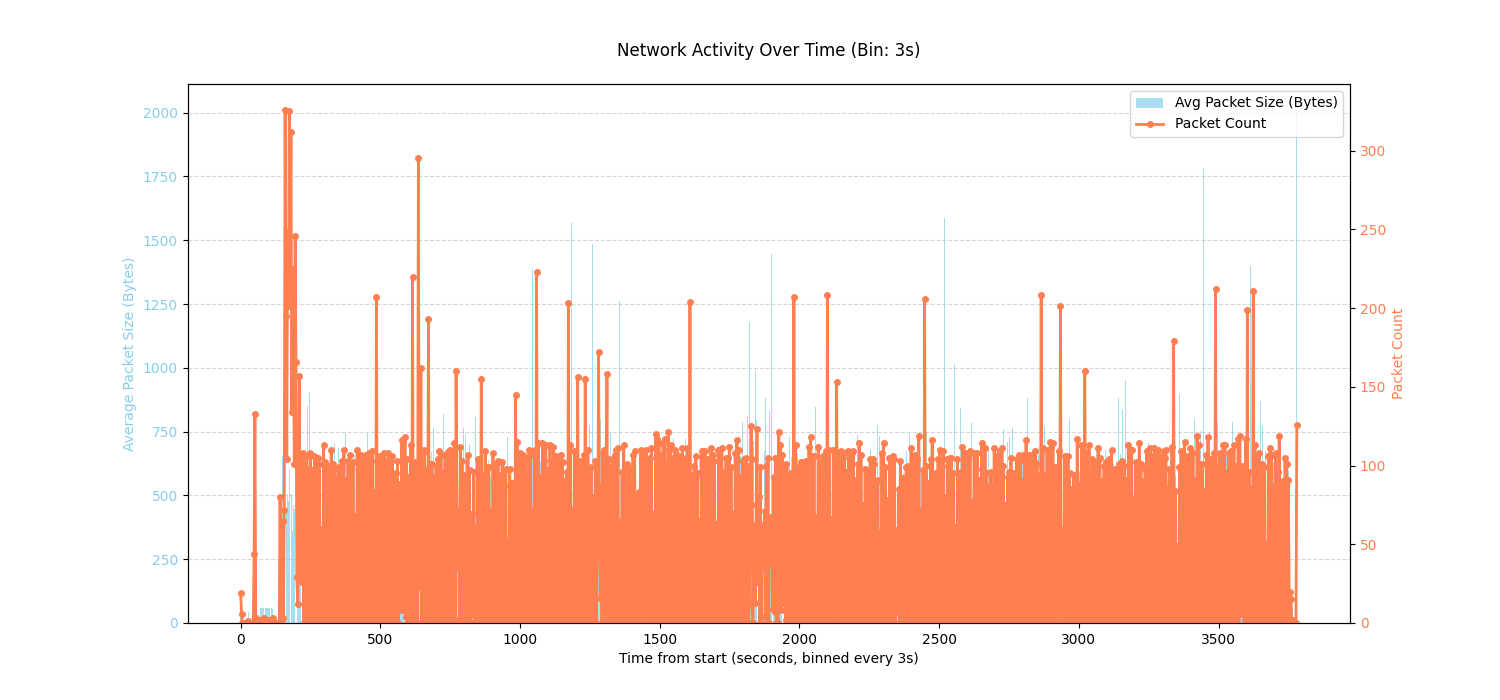 Network Activity Over Time (Bin: 3s)
Avg Packet Size (Bytes)
Packet Count
2000
1750
1500
1250
1000
750
500
250
0
Average Packet Size (Bytes)
300
250
200
150
100
50
0
Packet Count
0 500 1000 1500 2000 2500 3000 3500
Time from start (seconds, binned every 3s)